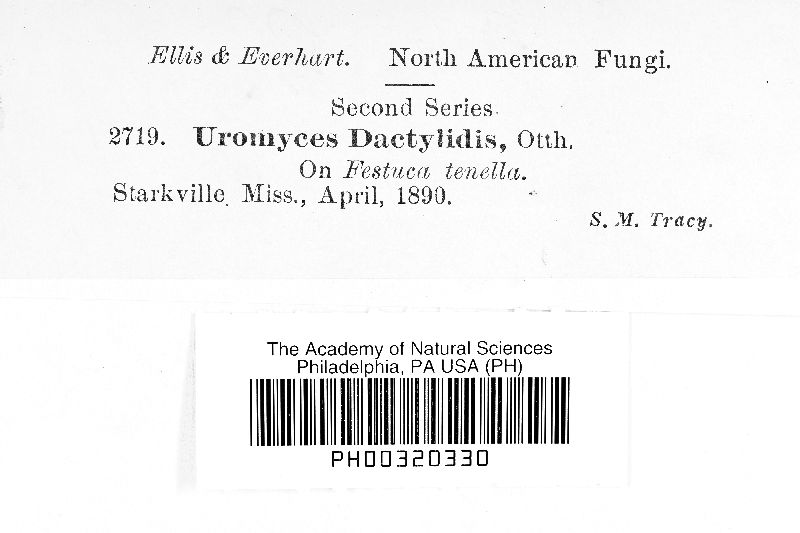 Ellis & Everhart. North American Fungi.
Second Series.
2719. Uromyces Dactylidis, Otth.
On Festuca tenella.
Starkville, Miss., April, 1890.
S. M. Tracy.
The Academy of Natural Sciences
Philadelphia, PA USA (PH)
PH00320330